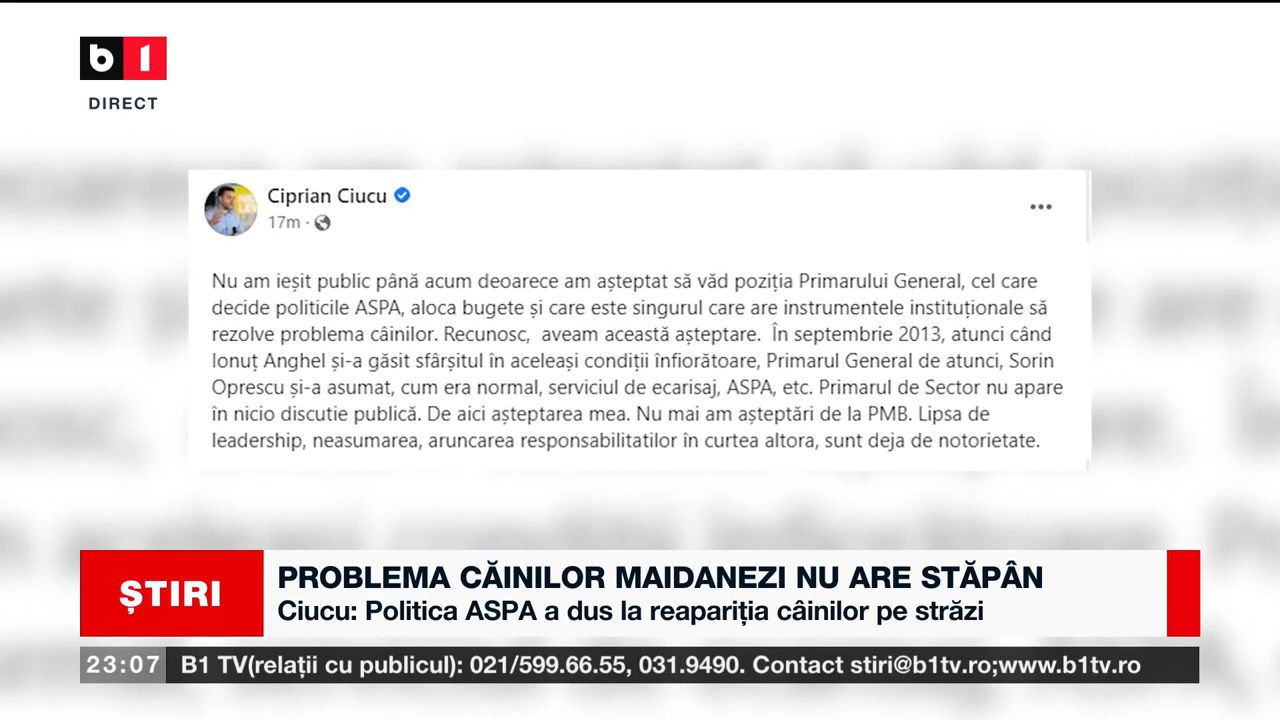 b1
DIRECT
Ciprian Ciucu
17m ·
Nu am ieșit public până acum deoarece am așteptat să văd poziția Primarului General, cel care
decide politicile ASPA, aloca bugete și care este singurul care are instrumentele instituționale să
rezolve problema câinilor. Recunosc, aveam această așteptare. În septembrie 2013, atunci când
Ionuț Anghel și-a găsit sfârșitul în aceleași condiții înfiorătoare, Primarul General de atunci, Sorin
Oprescu și-a asumat, cum era normal, serviciul de ecarisaj, ASPA, etc. Primarul de Sector nu apare
în nicio discutie publică. De aici așteptarea mea. Nu mai am așteptări de la PMB. Lipsa de
leadership, neasumarea, aruncarea responsabilitatilor în curtea altora, sunt deja de notorietate.
ȘTIRI
PROBLEMA CĂINILOR MAIDANEZI NU ARE STĂPÂN
Ciucu: Politica ASPA a dus la reapariția câinilor pe străzi
23:07 B1 TV(relații cu publicul): 021/599.66.55, 031.9490. Contact stiri@b1tv.ro;www.b1tv.ro